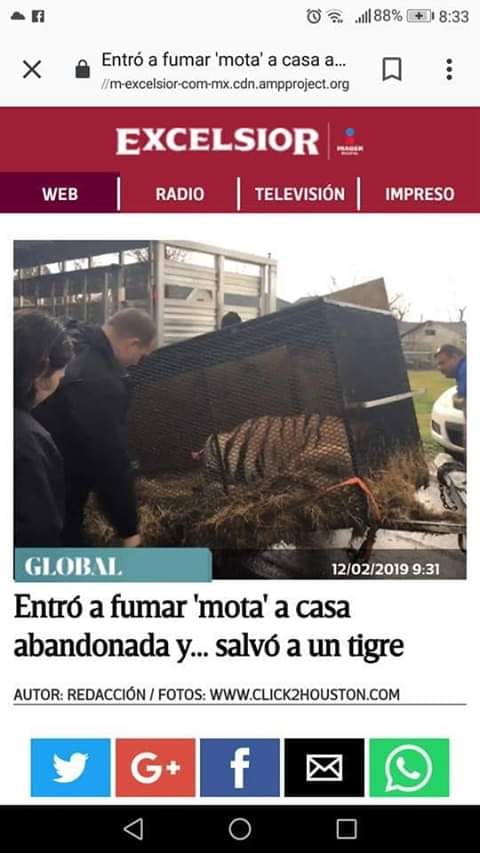 88% 8:33
Entró a fumar 'mota' a casa a...
//m-excelsior-com-mx.cdn.ampproject.org
EXCELSIOR IMAGEN
WEB RADIO TELEVISIÓN IMPRESO
GLOBAL 12/02/2019 9:31
Entró a fumar 'mota' a casa
abandonada y... salvó a un tigre
AUTOR: REDACCIÓN / FOTOS: WWW.CLICK2HOUSTON.COM
G+ f